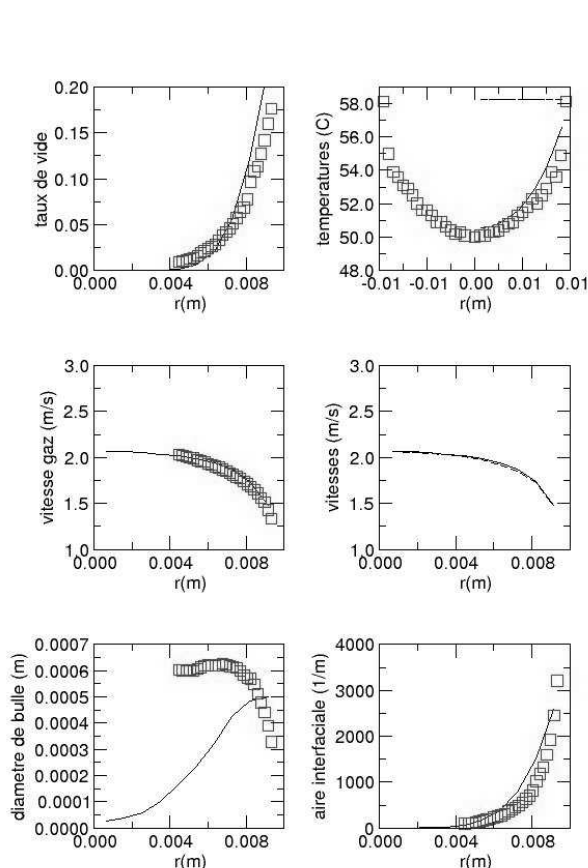 0.20
0.15
0.10
0.05
0.00
taux de vide
0.000 0.004 0.008
r(m)
58.0
56.0
54.0
52.0
50.0
48.0
temperatures (C)
-0.01 -0.01 0.00 0.01 0.01
r(m)
3.0
2.5
2.0
1.5
1.0
vitesse gaz (m/s)
0.000 0.004 0.008
r(m)
3.0
2.5
2.0
1.5
1.0
vitesses (m/s)
0.000 0.004 0.008
r(m)
0.0007
0.0006
0.0005
0.0004
0.0003
0.0002
0.0001
0.0000
diametre de bulle (m)
0.000 0.004 0.008
r(m)
4000
3000
2000
1000
0
aire interfaciale (1/m)
0.000 0.004 0.008
r(m)